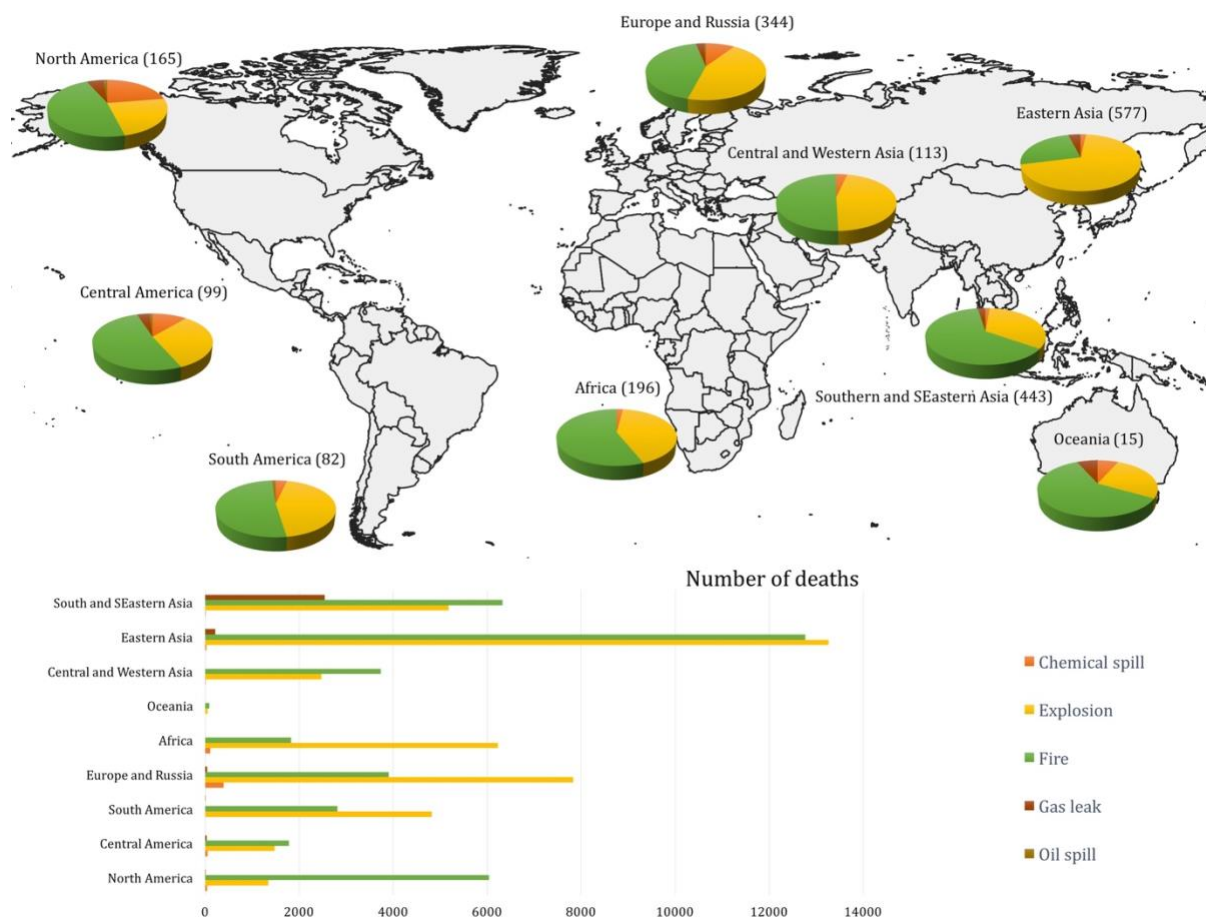 Europe and Russia (344)
North America (165)
Eastern Asia (577)
Central and Western Asia (113)
Central America (99)
Africa (196)
Southern and SEastern Asia (443)
Oceania (15)
South America (82)
Number of deaths
South and SEastern Asia
Eastern Asia
Central and Western Asia
Oceania
Africa
Europe and Russia
South America
Central America
North America
0 2000 4000 6000 8000 10000 12000 14000
Chemical spill
Explosion
Fire
Gas leak
Oil spill